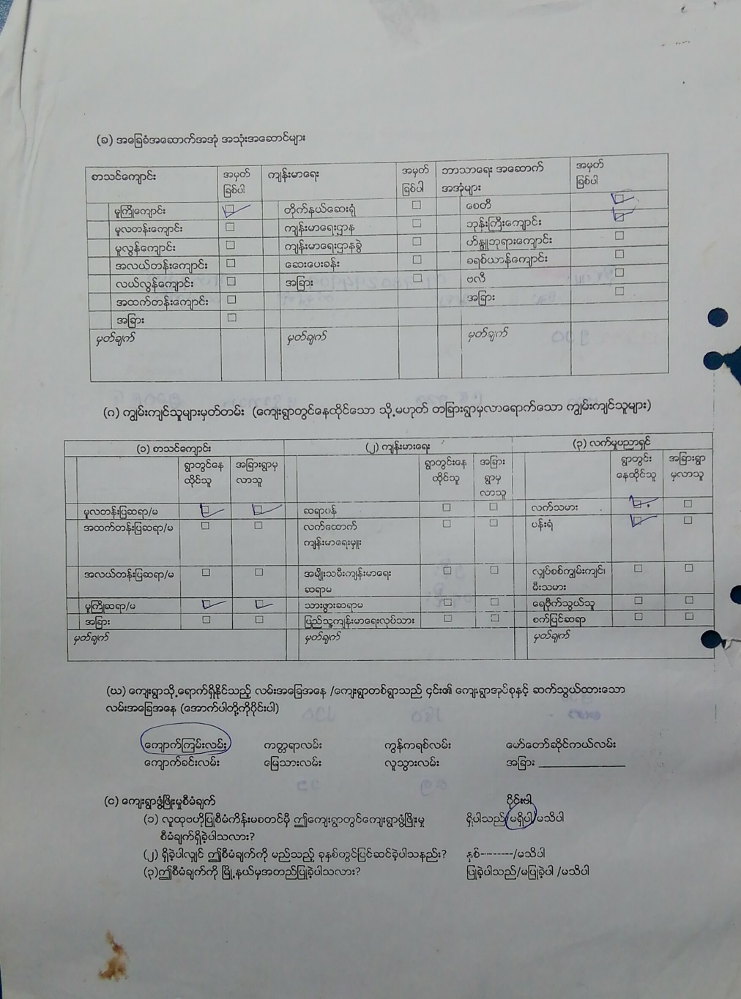 (ခ) အခြေခံအဆောက်အအုံ အသုံးအဆောင်များ
စာသင်ကျောင်း အမှတ်ခြစ်ပါ ကျန်းမာရေး အမှတ်ခြစ်ပါ ဘာသာရေး အဆောက်အအုံများ အမှတ်ခြစ်ပါ
မူကြိုကျောင်း ☑ တိုက်နယ်ဆေးရုံ ☐ စေတီ ☑
မူလတန်းကျောင်း ☐ ကျန်းမာရေးဌာန ☐ ဘုန်းကြီးကျောင်း ☑
မူလွန်ကျောင်း ☐ ကျန်းမာရေးဌာနခွဲ ☐ ဟိန္ဒူဘုရားကျောင်း ☐
အလယ်တန်းကျောင်း ☐ ဆေးပေးခန်း ☐ ခရစ်ယာန်ကျောင်း ☐
လယ်လွန်ကျောင်း ☐ အခြား ☐ ဗလီ ☐
အထက်တန်းကျောင်း ☐ အခြား ☐
အခြား ☐
မှတ်ချက် မှတ်ချက် မှတ်ချက်
(ဂ) ကျွမ်းကျင်သူများမှတ်တမ်း (ကျေးရွာတွင်နေထိုင်သော သို့မဟုတ် တခြားရွာမှလာရောက်သော ကျွမ်းကျင်သူများ)
(၁) စာသင်ကျောင်း (၂) ကျန်းမားရေး (၃) လက်မှုပညာရှင်
ရွာတွင်နေထိုင်သူ အခြားရွာမှလာသူ ရွာတွင်းနေထိုင်သူ အခြားရွာမှလာသူ ရွာတွင်းနေထိုင်သူ အခြားရွာမှလာသူ
မူလတန်းပြဆရာ/မ ☑ ☑ ဆရာဝန် ☐ ☐ လက်သမား ☑ ☐
အထက်တန်းပြဆရာ/မ ☐ ☐ လက်ထောက်ကျန်းမာရေးမှူး ☐ ☐ ပန်းရံ ☑ ☐
အလယ်တန်းပြဆရာ/မ ☐ ☐ အမျိုးသမီးကျန်းမာရေးဆရာမ ☐ ☐ လျှပ်စစ်ကျွမ်းကျင်၊ မီးသမား ☐ ☐
မူကြိုဆရာ/မ ☑ ☑ သားဖွားဆရာမ ☐ ☐ ရေပိုက်သွယ်သူ ☐ ☐
အခြား ☐ ☐ ပြည်သူ့ကျန်းမာရေးလုပ်သား ☐ ☐ စက်ပြင်ဆရာ ☐ ☐
မှတ်ချက် မှတ်ချက် မှတ်ချက်
(ဃ) ကျေးရွာသို့ရောက်ရှိနိုင်သည့် လမ်းအခြေအနေ /ကျေးရွာတစ်ရွာသည် ၄င်း၏ ကျေးရွာအုပ်စုနှင့် ဆက်သွယ်ထားသော
လမ်းအခြေအနေ (အောက်ပါတို့ကိုဝိုင်းပါ)
ကျောက်ကြမ်းလမ်း ကတ္တရာလမ်း ကွန်ကရစ်လမ်း မော်တော်ဆိုင်ကယ်လမ်း
ကျောက်ခင်းလမ်း မြေသားလမ်း လူသွားလမ်း အခြား ____________
(င) ကျေးရွာဖွံ့ဖြိုးမှုစီမံချက် ဝိုင်းပါ
(၁) လူထုဗဟိုပြုစီမံကိန်းမစတင်မှီ ဤကျေးရွာတွင်ကျေးရွာဖွံ့ဖြိုးမှု ရှိပါသည်/မရှိပါ/မသိပါ
စီမံချက်ရှိခဲ့ပါသလား?
(၂) ရှိခဲ့ပါလျှင် ဤစီမံချက်ကို မည်သည့် ခုနှစ်တွင်ပြင်ဆင်ခဲ့ပါသနည်း? နှစ်---------/မသိပါ
(၃)ဤစီမံချက်ကို မြို့နယ်မှအတည်ပြုခဲ့ပါသလား? ပြုခဲ့ပါသည်/မပြုခဲ့ပါ /မသိပါ